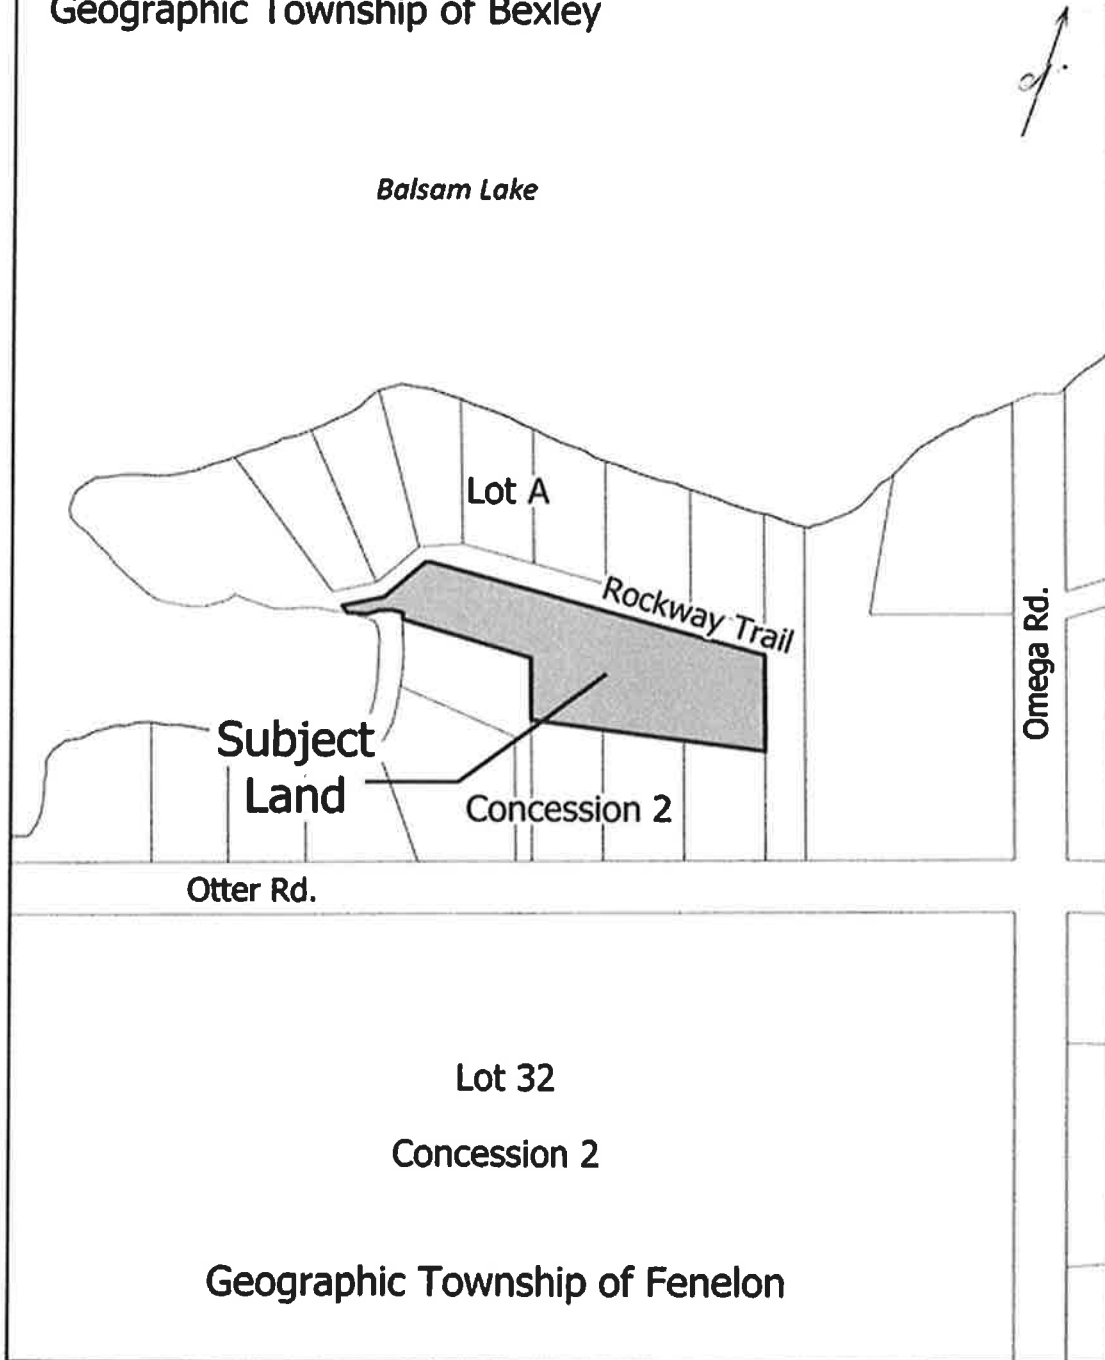 Geographic Township of Bexley
Balsam Lake
Lot A
Rockway Trail
Omega Rd.
Subject
Land
Concession 2
Otter Rd.
Lot 32
Concession 2
Geographic Township of Fenelon